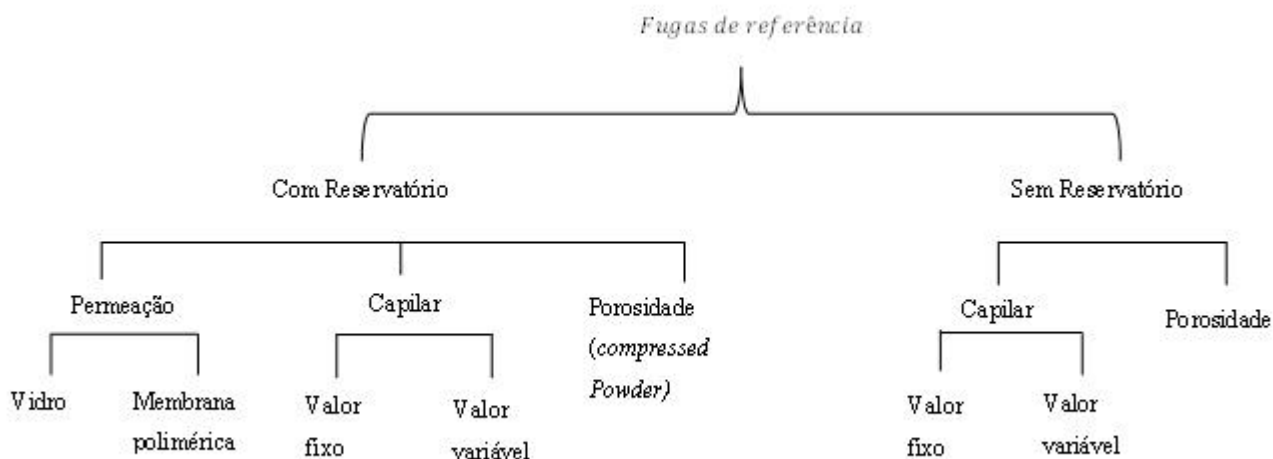 Fugas de referência
Com Reservatório
Sem Reservatório
Permeação
Capilar
Porosidade
(compressed
Powder)
Capilar
Porosidade
Vidro
Membrana
polimérica
Valor
fixo
Valor
variável
Valor
fixo
Valor
variável